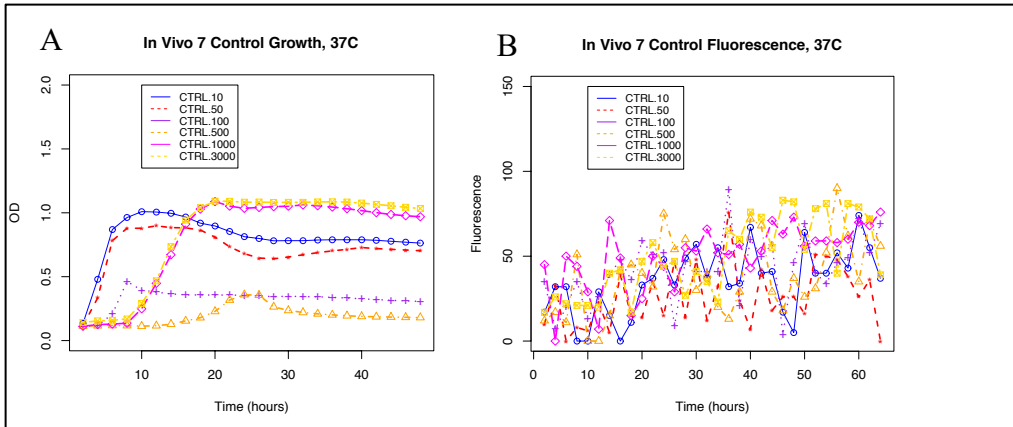 A
In Vivo 7 Control Growth, 37C
CTRL.10
CTRL.50
CTRL.100
CTRL.500
CTRL.1000
CTRL.3000
2.0
1.5
1.0
0.5
0.0
OD
10
20
30
40
Time (hours)
B
In Vivo 7 Control Fluorescence, 37C
CTRL.10
CTRL.50
CTRL.100
CTRL.500
CTRL.1000
CTRL.3000
150
100
50
0
Fluorescence
0
10
20
30
40
50
60
Time (hours)